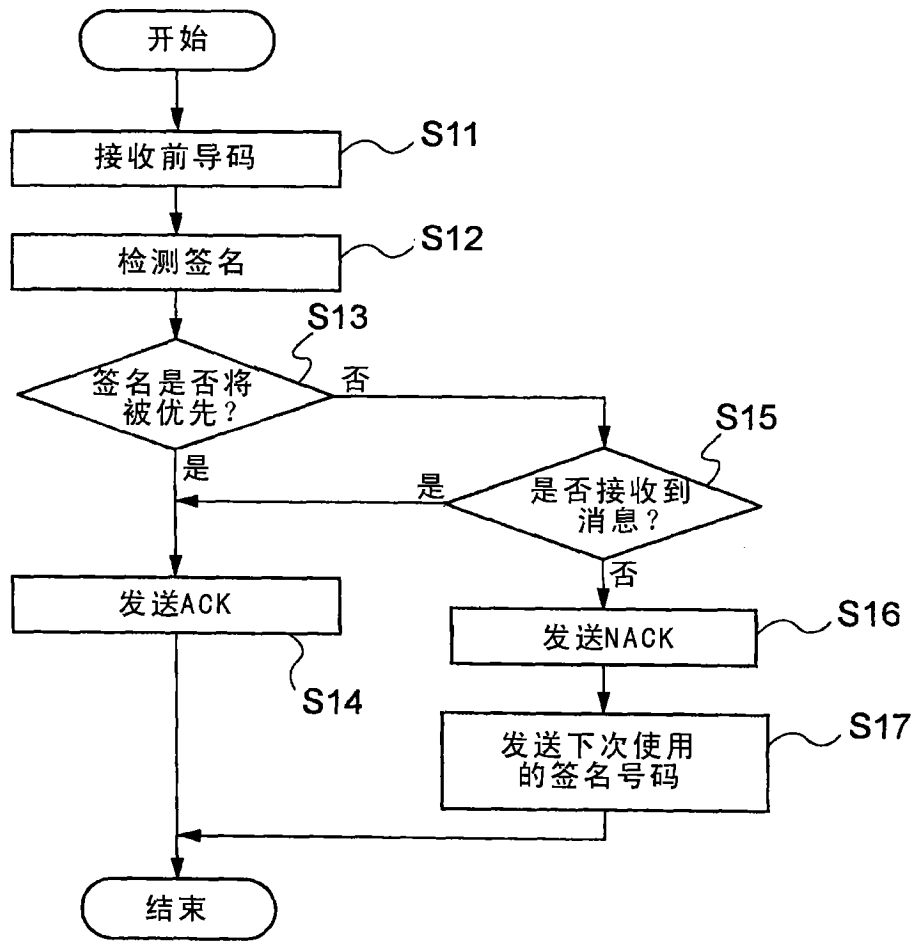 开始
接收前导码
S11
检测签名
S12
S13
签名是否将
被优先？
否
是
S15
是否接收到
消息？
是
否
发送ACK
S14
发送NACK
S16
发送下次使用
的签名号码
S17
结束